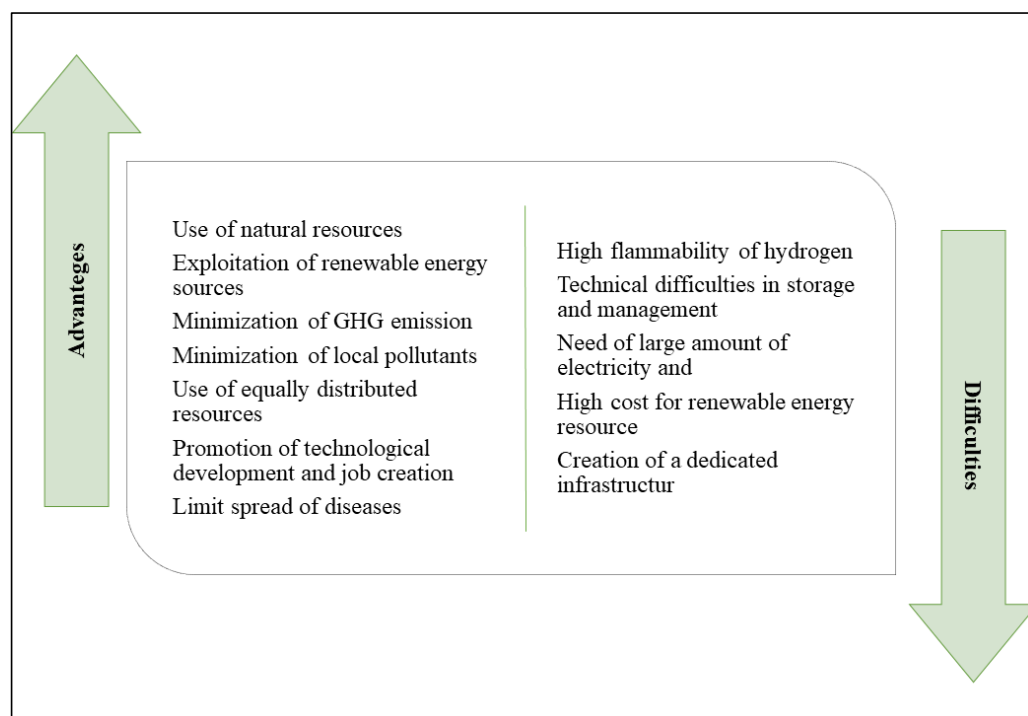 Advanteges
Use of natural resources
Exploitation of renewable energy
sources
Minimization of GHG emission
Minimization of local pollutants
Use of equally distributed
resources
Promotion of technological
development and job creation
Limit spread of diseases
High flammability of hydrogen
Technical difficulties in storage
and management
Need of large amount of
electricity and
High cost for renewable energy
resource
Creation of a dedicated
infrastructur
Difficulties